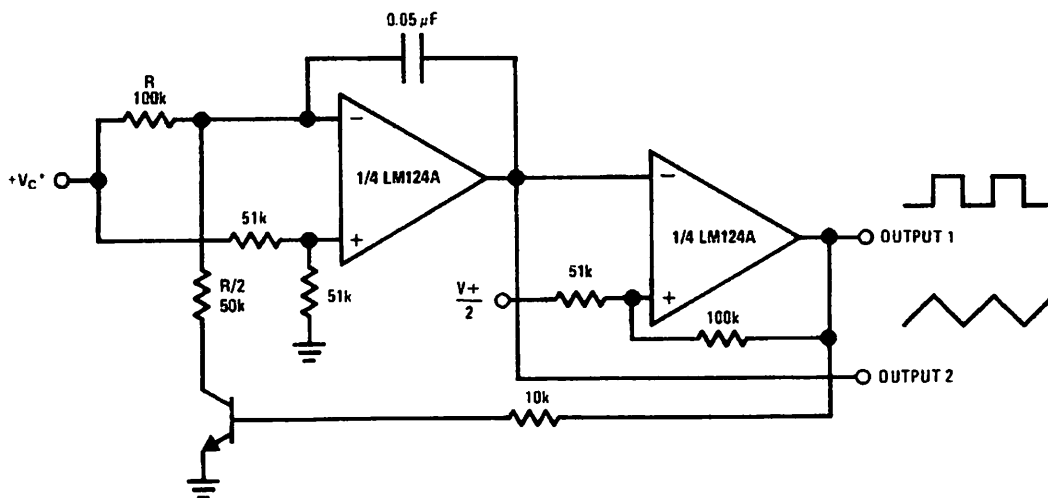 0.05 μF
R
100k
−
1/4 LM124A
+VC*
51k
+
−
1/4 LM124A
OUTPUT 1
R/2
50k
51k
V+
2
51k
+
100k
OUTPUT 2
10k